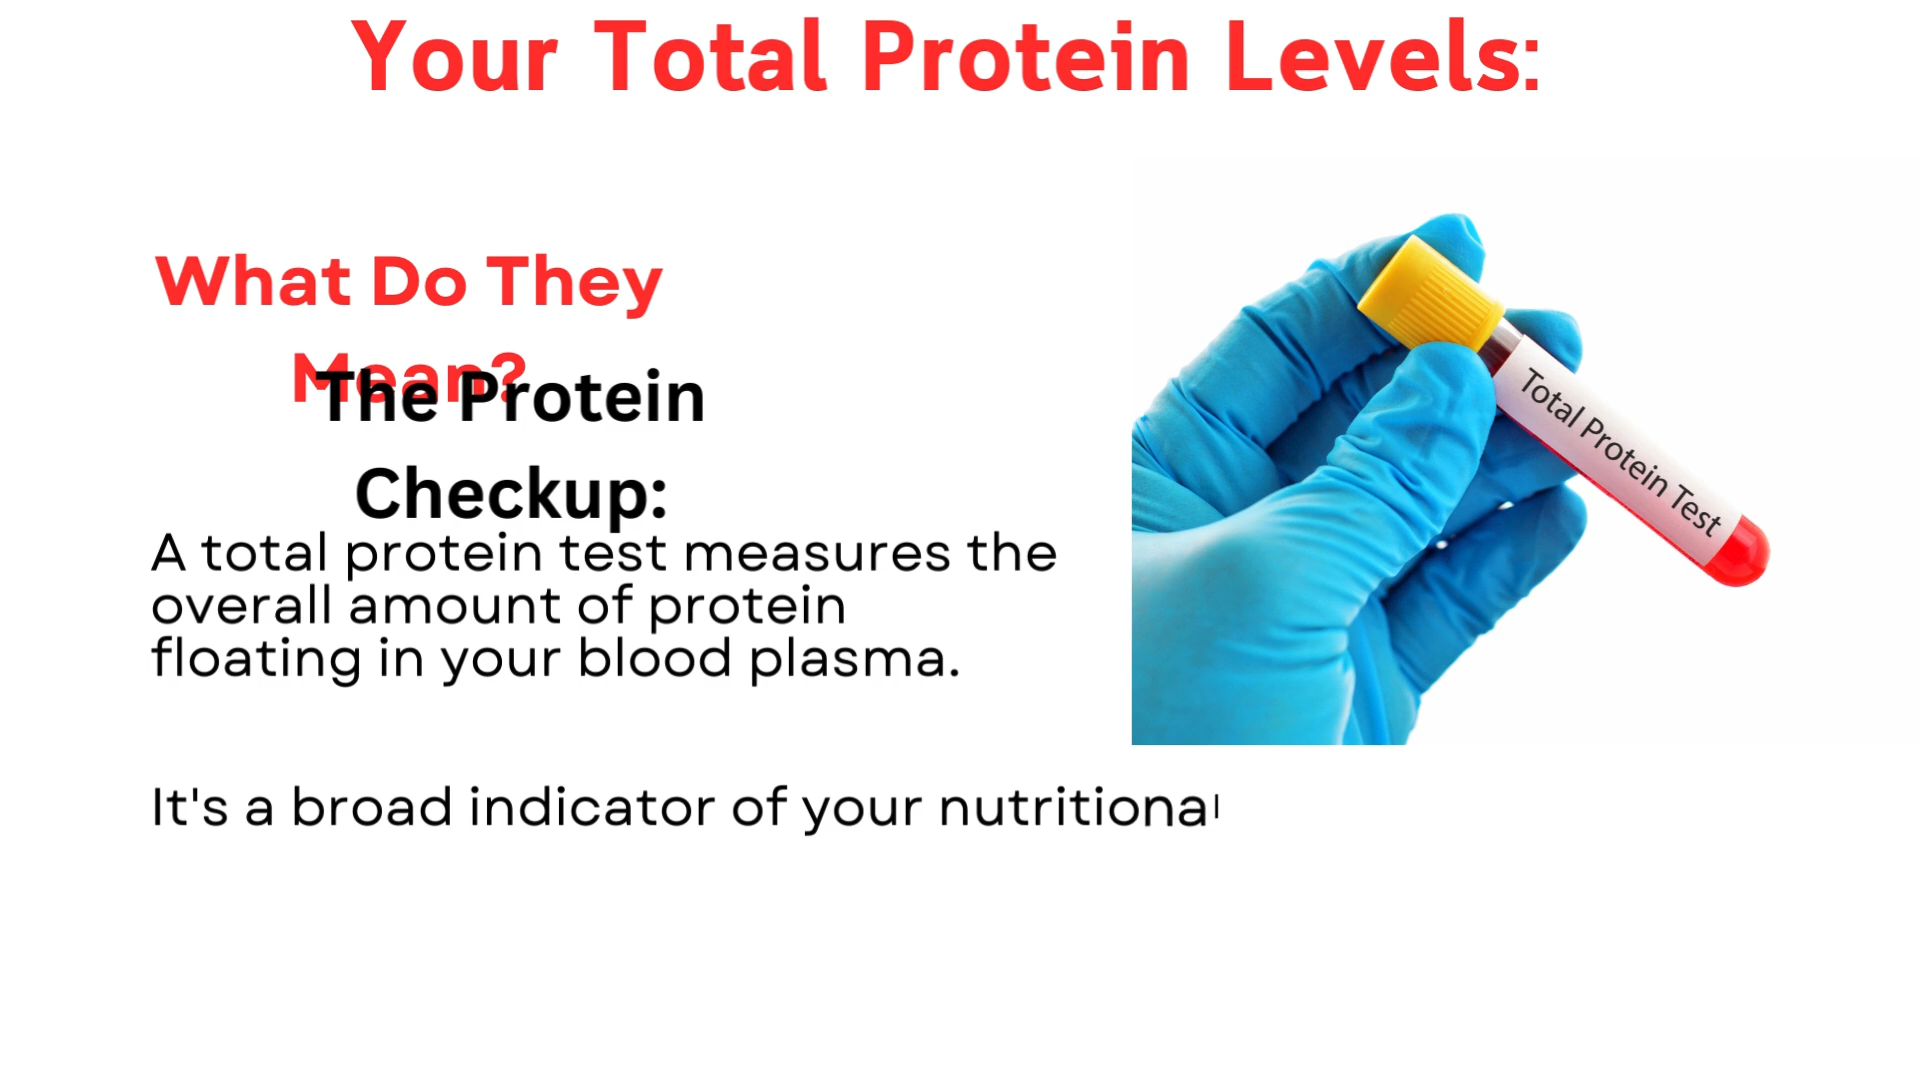 Your Total Protein Levels:
What Do They
Mean?
The Protein
Checkup:
A total protein test measures the
overall amount of protein
floating in your blood plasma.
It's a broad indicator of your nutritional
Total Protein Test